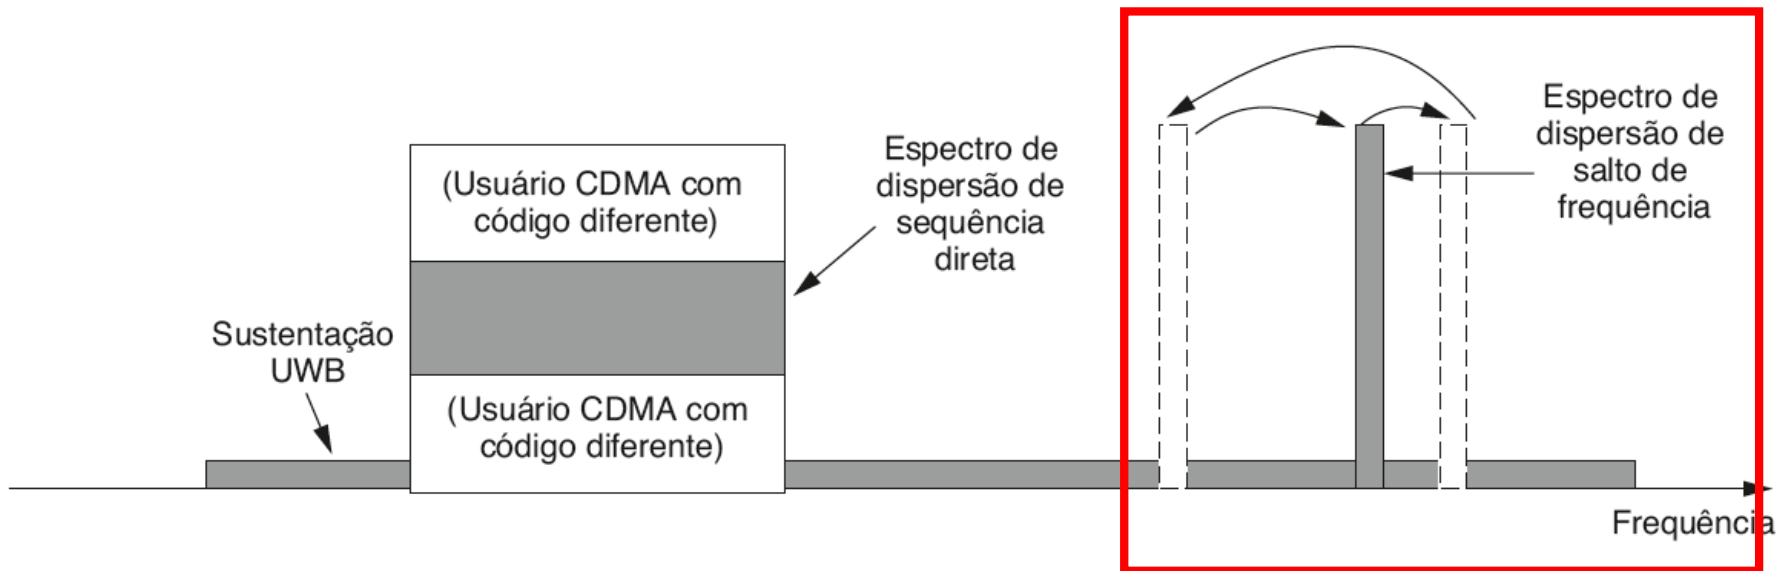 (Usuário CDMA com
código diferente)
Espectro de
dispersão de
sequência
direta
Espectro de
dispersão de
salto de
frequência
Sustentação
UWB
(Usuário CDMA com
código diferente)
Frequência